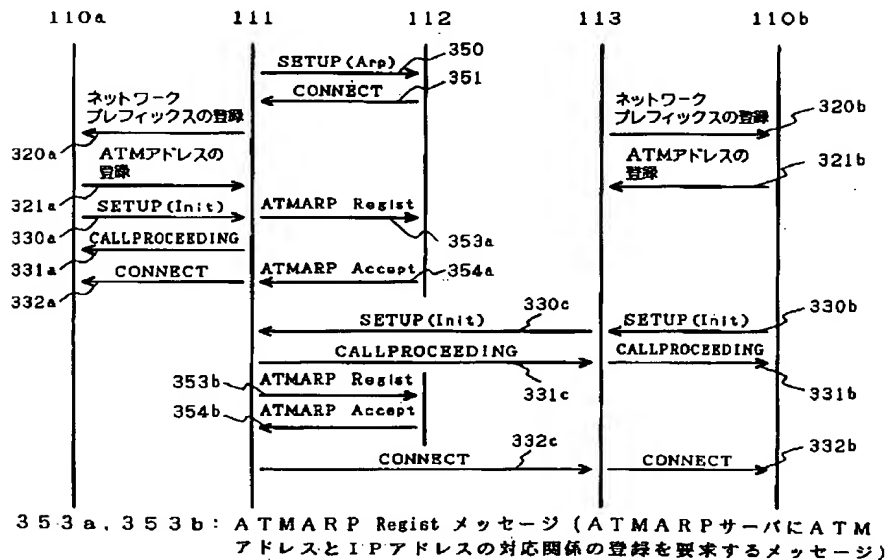 110a 111 112 113 110b
SETUP(Arp) 350
CONNECT 351
ネットワーク
プレフィックスの登録
320a
ネットワーク
プレフィックスの登録
320b
ATMアドレスの
登録
321a
ATMアドレスの
登録
321b
SETUP(Init) ATMARP Regist
330a 353a
CALLPROCEEDING
331a
CONNECT ATMARP Accept 354a
332a
330c 330b
SETUP(Init) SETUP(Init)
CALLPROCEEDING CALLPROCEEDING
353b ATMARP Regist 331c 331b
354b ATMARP Accept
332c 332b
CONNECT CONNECT
353a,353b: ATMARP Regist メッセージ(ATMARPサーバにATM
アドレスとIPアドレスの対応関係の登録を要求するメッセージ)